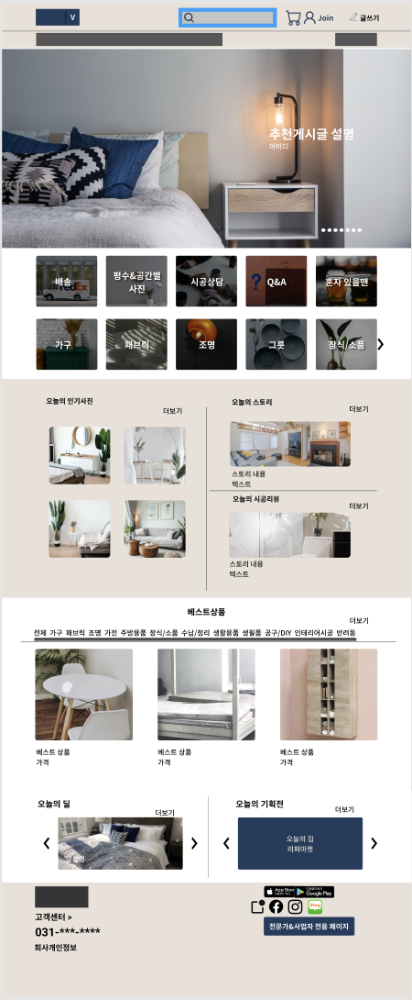 V
Join
글쓰기
추천게시글 설명
아이디
배송
FedEx
평수&공간별
사진
시공상담
Q&A
혼자 있을땐
가구
패브릭
조명
그릇
장식/소품
오늘의 인기사진
더보기
오늘의 스토리
더보기
스토리 내용
텍스트
오늘의 시공리뷰
더보기
스토리 내용
텍스트
베스트상품
더보기
전체 가구 패브릭 조명 가전 주방용품 장식/소품 수납/정리 생활용품 생필품 공구/DIY 인테리어시공 반려동
베스트 상품
가격
베스트 상품
가격
베스트 상품
가격
오늘의 딜
더보기
오늘의 기획전
더보기
오늘의 집
리퍼마켓
App Stor
Google Play
blog
고객센터 >
031-***-****
전문가&사업자 전용 페이지
회사개인정보